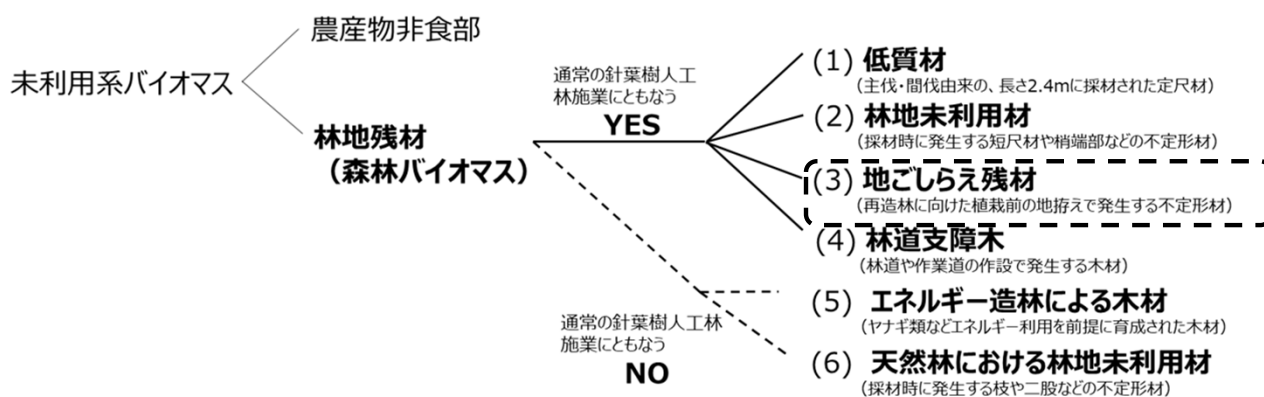 未利用系バイオマス
農産物非食部
林地残材
（森林バイオマス）
通常の針葉樹人工
林施業にともなう
YES
(1) 低質材
（主伐・間伐由来の、長さ2.4mに採材された定尺材）
(2) 林地未利用材
（採材時に発生する短尺材や梢端部などの不定形材）
(3) 地ごしらえ残材
（再造林に向けた植栽前の地拵えで発生する不定形材）
(4) 林道支障木
（林道や作業道の作設で発生する木材）
通常の針葉樹人工林
施業にともなう
NO
(5) エネルギー造林による木材
（ヤナギ類などエネルギー利用を前提に育成された木材）
(6) 天然林における林地未利用材
（採材時に発生する枝や二股などの不定形材）